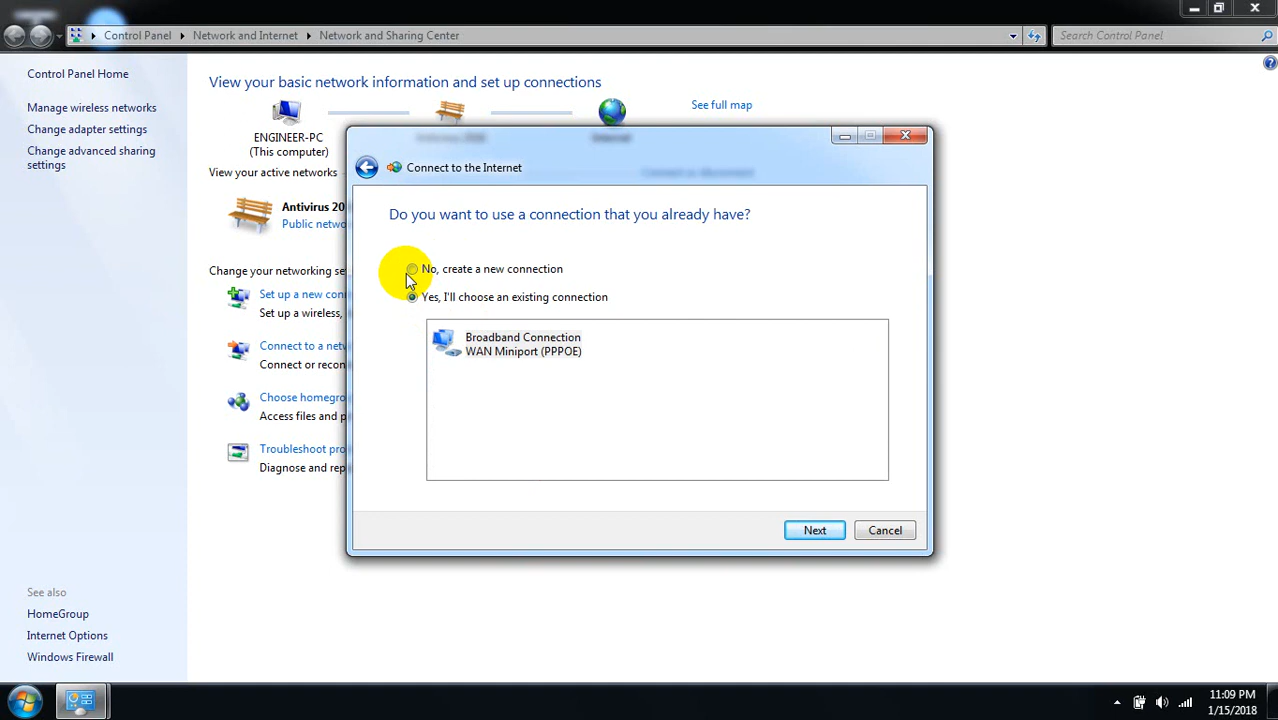 Control Panel
Network and Internet
Network and Sharing Center
Search Control Panel
Control Panel Home
Manage wireless networks
Change adapter settings
Change advanced sharing
settings
See also
HomeGroup
Internet Options
Windows Firewall
View your basic network information and set up connections
See full map
ENGINEER-PC
(This computer)
View your active networks
Connect or disconnect
Antivirus 20
Public netwo
Change your networking se
Set up a new con
Set up a wireless,
Connect to a netw
Connect or recon
Choose homegro
Access files and p
Troubleshoot pro
Diagnose and rep
Connect to the Internet
Do you want to use a connection that you already have?
No, create a new connection
Yes, I'll choose an existing connection
Broadband Connection
WAN Miniport (PPPOE)
Next
Cancel
11:09 PM
1/15/2018